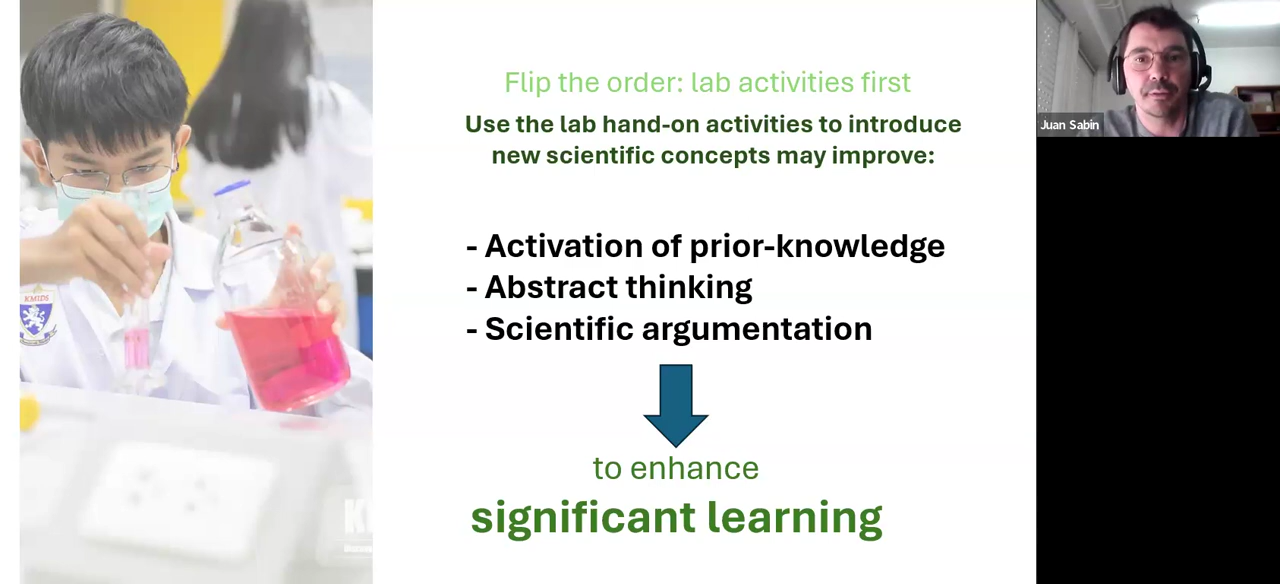 Flip the order: lab activities first
Use the lab hand-on activities to introduce
new scientific concepts may improve:
- Activation of prior-knowledge
- Abstract thinking
- Scientific argumentation
to enhance
significant learning
KMIDS
Juan Sabín